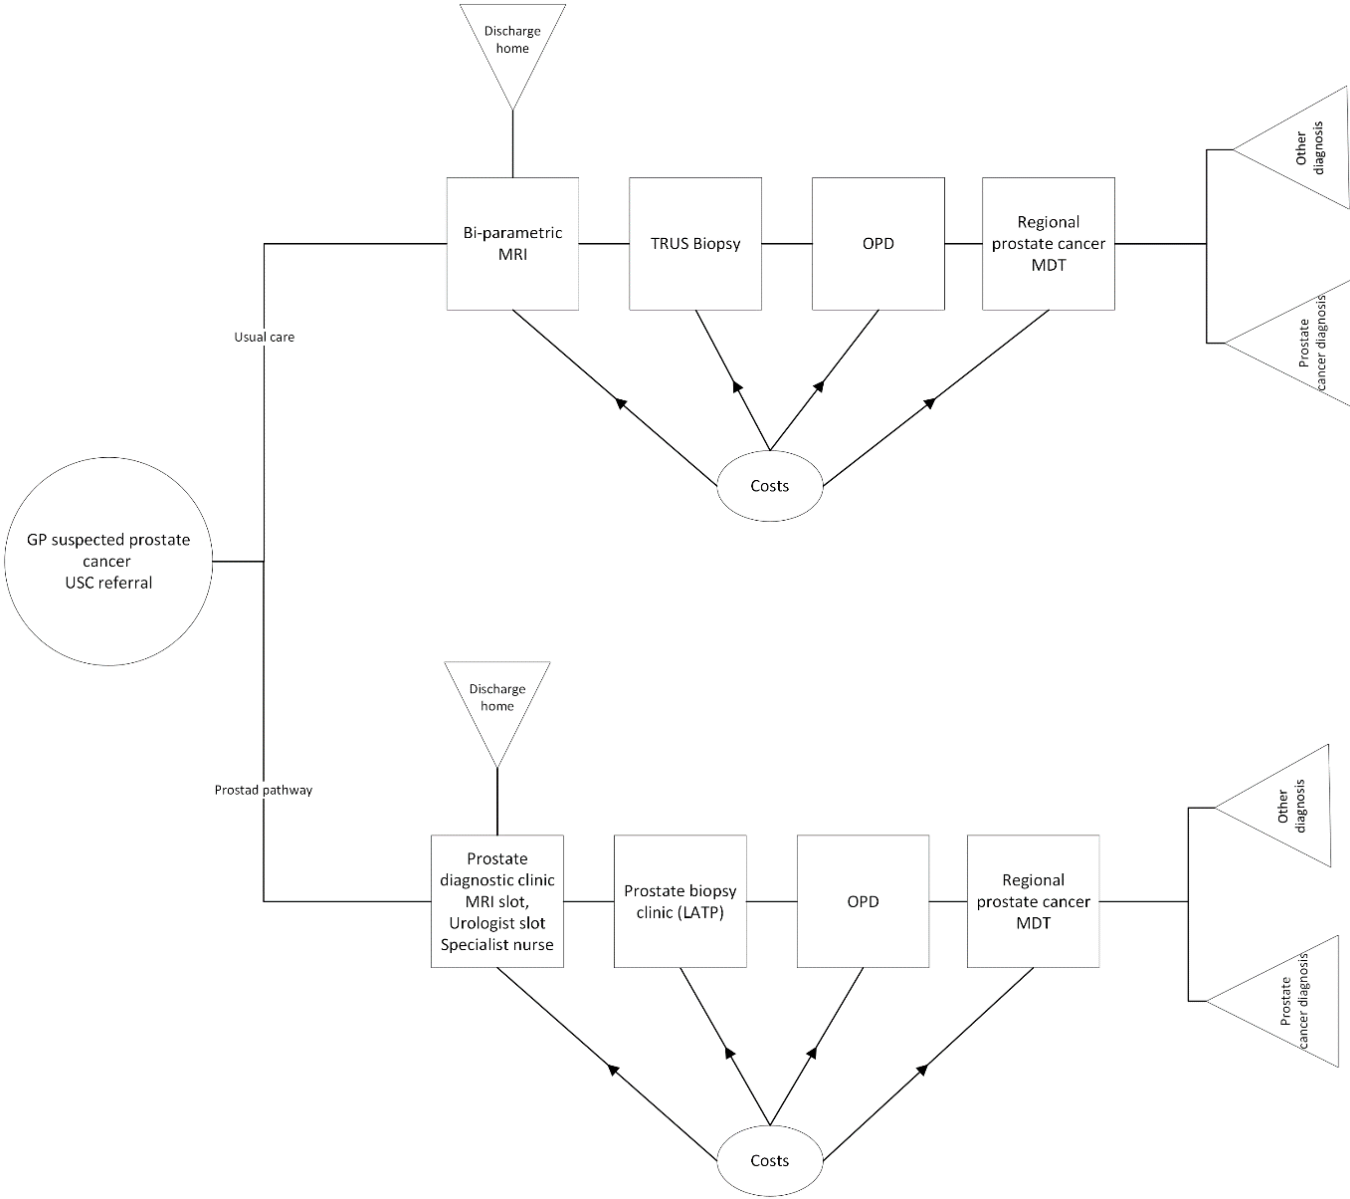 Discharge
home
Other
diagnosis
Bi-parametric
MRI
TRUS Biopsy
OPD
Regional
prostate cancer
MDT
Usual care
Prostate
cancer diagnosis
Costs
GP suspected prostate
cancer
USC referral
Discharge
home
Prostad pathway
Other
diagnosis
Prostate
diagnostic clinic
MRI slot,
Urologist slot
Specialist nurse
Prostate biopsy
clinic (LATP)
OPD
Regional
prostate cancer
MDT
Prostate
cancer diagnosis
Costs